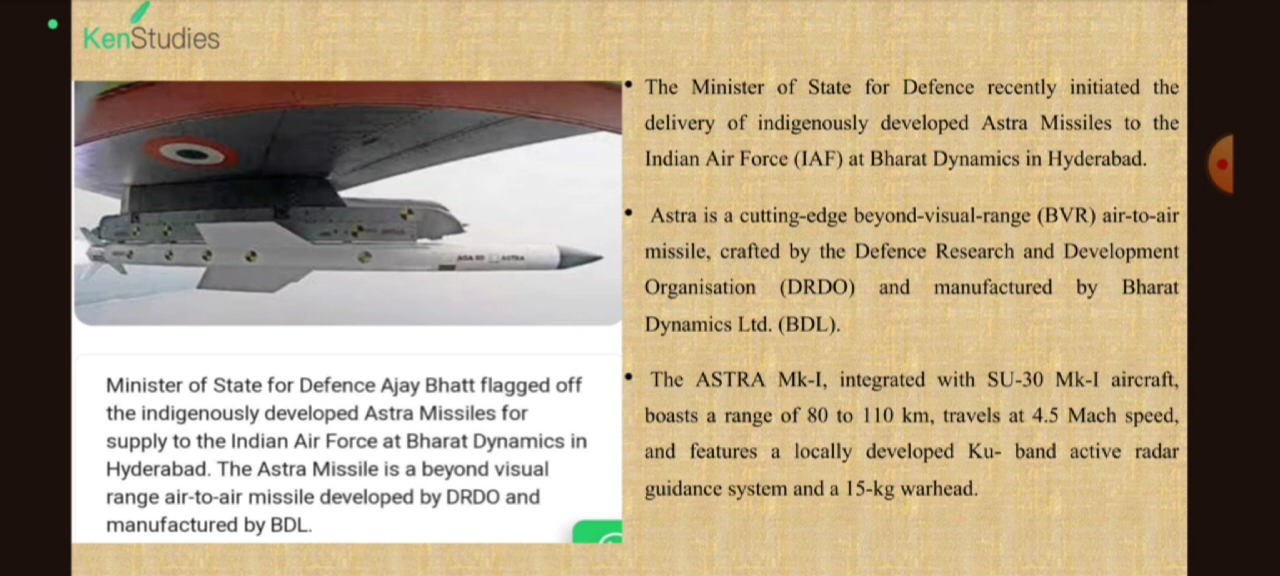 KenStudies
ASTRA
Minister of State for Defence Ajay Bhatt flagged off
the indigenously developed Astra Missiles for
supply to the Indian Air Force at Bharat Dynamics in
Hyderabad. The Astra Missile is a beyond visual
range air-to-air missile developed by DRDO and
manufactured by BDL.
• The Minister of State for Defence recently initiated the
delivery of indigenously developed Astra Missiles to the
Indian Air Force (IAF) at Bharat Dynamics in Hyderabad.
• Astra is a cutting-edge beyond-visual-range (BVR) air-to-air
missile, crafted by the Defence Research and Development
Organisation (DRDO) and manufactured by Bharat
Dynamics Ltd. (BDL).
• The ASTRA Mk-I, integrated with SU-30 Mk-I aircraft,
boasts a range of 80 to 110 km, travels at 4.5 Mach speed,
and features a locally developed Ku- band active radar
guidance system and a 15-kg warhead.